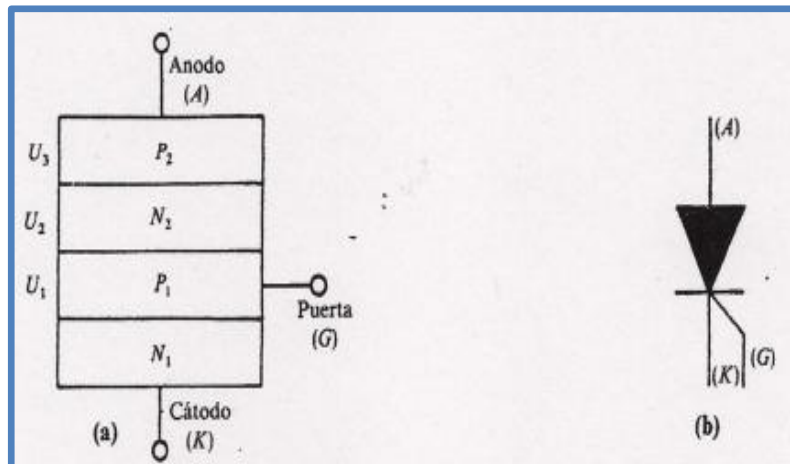 Anodo
(A)
U₃ P₂
U₂ N₂
U₁ P₁
Puerta
(G)
N₁
Cátodo
(K)
(a)
(A)
(K)
(G)
(b)